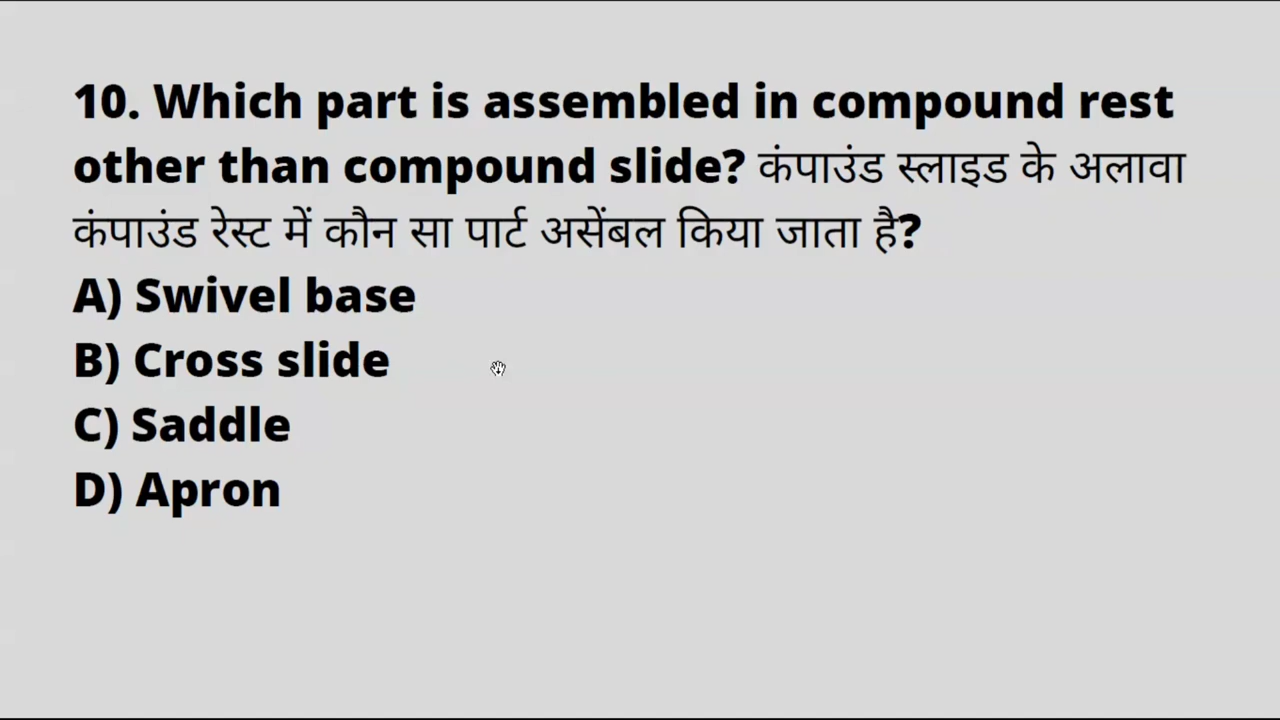 10. Which part is assembled in compound rest
other than compound slide? कंपाउंड स्लाइड के अलावा
कंपाउंड रेस्ट में कौन सा पार्ट असेंबल किया जाता है?
A) Swivel base
B) Cross slide
C) Saddle
D) Apron